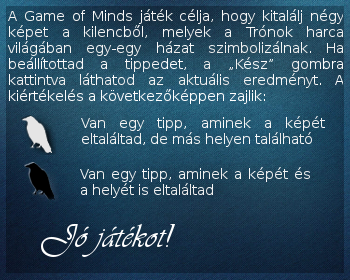 A Game of Minds játék célja, hogy kitalálj négy
képet a kilencből, melyek a Trónok harca
világában egy-egy házat szimbolizálnak. Ha
beállítottad a tippedet, a „Kész” gombra
kattintva láthatod az aktuális eredményt. A
kiértékelés a következőképpen zajlik:
Van egy tipp, aminek a képét
eltaláltad, de más helyen található
Van egy tipp, aminek a képét és
a helyét is eltaláltad
Jó játékot!